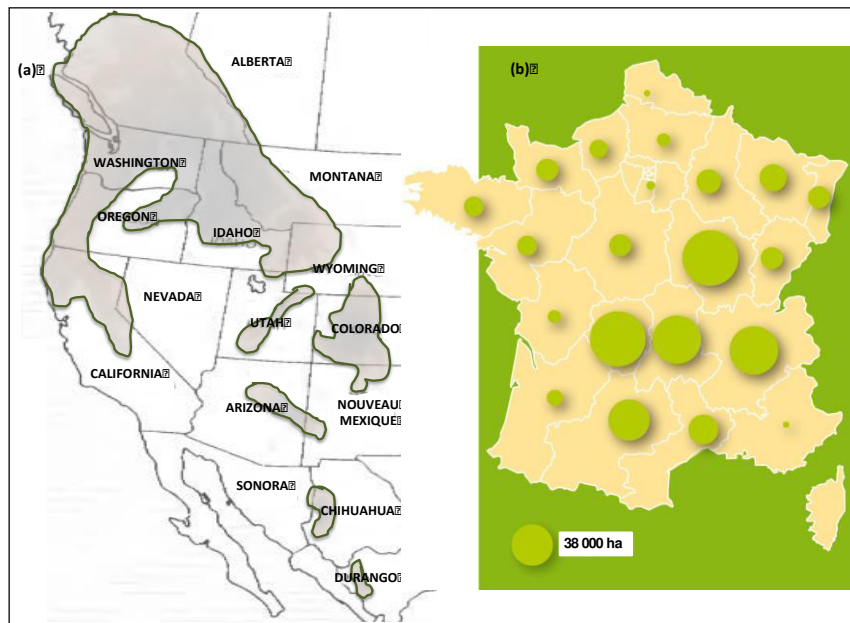 (a)
ALBERTA
WASHINGTON
MONTANA
OREGON
IDAHO
WYOMING
NEVADA
UTAH
COLORADO
CALIFORNIA
ARIZONA
NOUVEAU
MEXIQUE
SONORA
CHIHUAHUA
DURANGO
(b)
38 000 ha